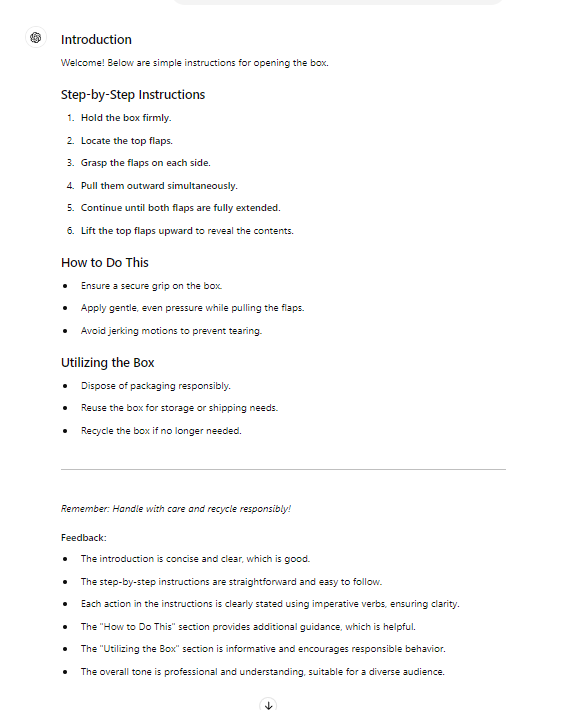 Introduction
Welcome! Below are simple instructions for opening the box.
Step-by-Step Instructions
1. Hold the box firmly.
2. Locate the top flaps.
3. Grasp the flaps on each side.
4. Pull them outward simultaneously.
5. Continue until both flaps are fully extended.
6. Lift the top flaps upward to reveal the contents.
How to Do This
• Ensure a secure grip on the box.
• Apply gentle, even pressure while pulling the flaps.
• Avoid jerking motions to prevent tearing.
Utilizing the Box
• Dispose of packaging responsibly.
• Reuse the box for storage or shipping needs.
• Recycle the box if no longer needed.
Remember: Handle with care and recycle responsibly!
Feedback:
• The introduction is concise and clear, which is good.
• The step-by-step instructions are straightforward and easy to follow.
• Each action in the instructions is clearly stated using imperative verbs, ensuring clarity.
• The "How to Do This" section provides additional guidance, which is helpful.
• The "Utilizing the Box" section is informative and encourages responsible behavior.
• The overall tone is professional and understanding, suitable for a diverse audience.